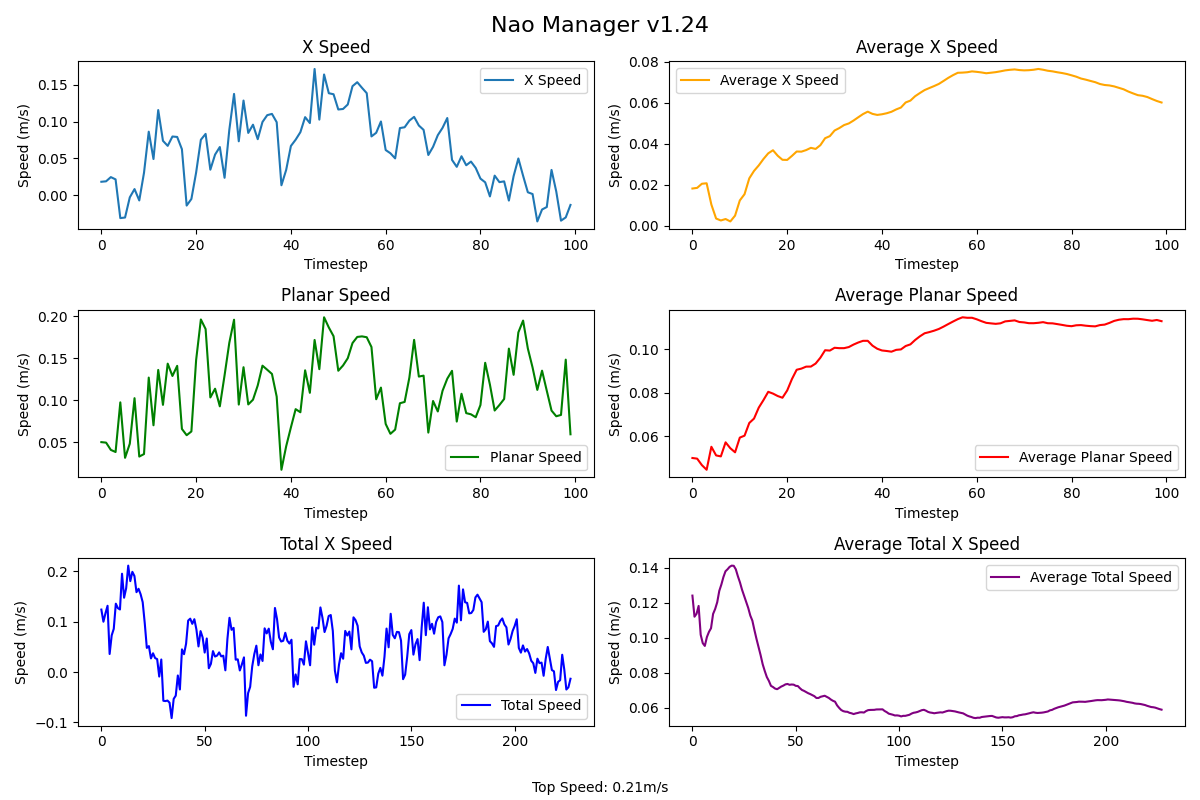 Nao Manager v1.24
X Speed
Speed (m/s)
0.15
0.10
0.05
0.00
X Speed
0 20 40 60 80 100
Timestep
Average X Speed
Speed (m/s)
0.08
0.06
0.04
0.02
0.00
Average X Speed
0 20 40 60 80 100
Timestep
Planar Speed
Speed (m/s)
0.20
0.15
0.10
0.05
Planar Speed
0 20 40 60 80 100
Timestep
Average Planar Speed
Speed (m/s)
0.10
0.08
0.06
Average Planar Speed
0 20 40 60 80 100
Timestep
Total X Speed
Speed (m/s)
0.2
0.1
0.0
−0.1
Total Speed
0 50 100 150 200
Timestep
Average Total X Speed
Speed (m/s)
0.14
0.12
0.10
0.08
0.06
Average Total Speed
0 50 100 150 200
Timestep
Top Speed: 0.21m/s